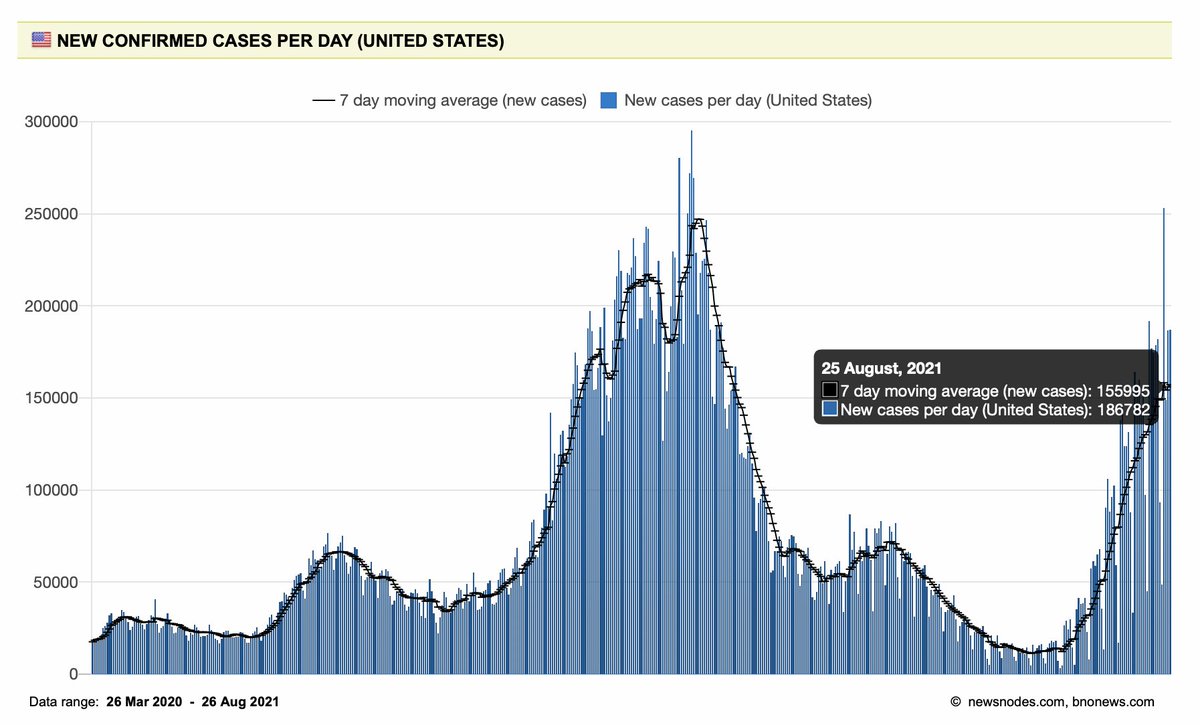 NEW CONFIRMED CASES PER DAY (UNITED STATES)
7 day moving average (new cases) New cases per day (United States)
300000
250000
200000
150000
100000
50000
0
25 August, 2021
7 day moving average (new cases): 155995
New cases per day (United States): 186782
Data range: 26 Mar 2020 - 26 Aug 2021 © newsnodes.com, bnonews.com